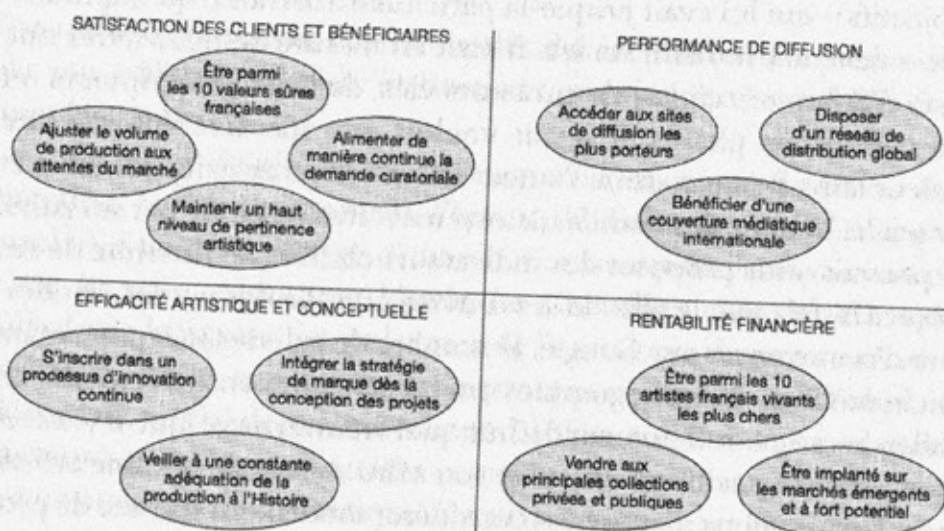 SATISFACTION DES CLIENTS ET BÉNÉFICIAIRES
Être parmi
les 10 valeurs sûres
françaises
Ajuster le volume
de production aux
attentes du marché
Alimenter de
manière continue la
demande curatoriale
Maintenir un haut
niveau de pertinence
artistique
PERFORMANCE DE DIFFUSION
Accéder aux sites
de diffusion les
plus porteurs
Disposer
d'un réseau de
distribution global
Bénéficier d'une
couverture médiatique
internationale
EFFICACITÉ ARTISTIQUE ET CONCEPTUELLE
S'inscrire dans un
processus d'innovation
continue
Intégrer la stratégie
de marque dès la
conception des projets
Veiller à une constante
adéquation de la
production à l'Histoire
RENTABILITÉ FINANCIÈRE
Être parmi les 10
artistes français vivants
les plus chers
Vendre aux
principales collections
privées et publiques
Être implanté sur
les marchés émergents
et à fort potentiel